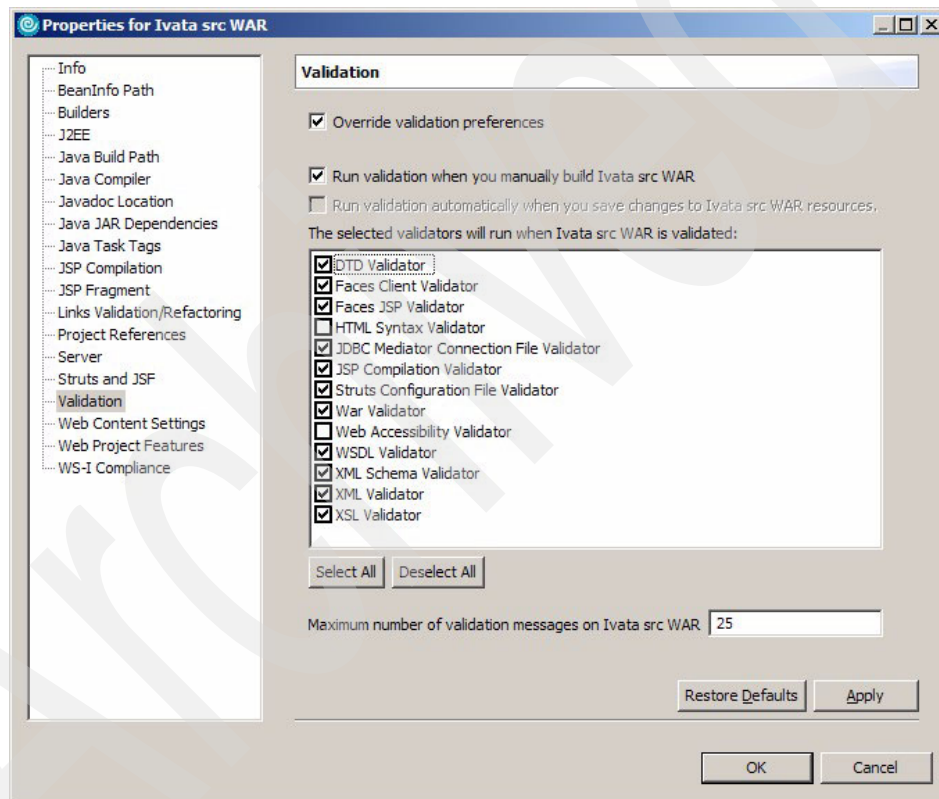 Properties for Ivata src WAR
Info
BeanInfo Path
Builders
J2EE
Java Build Path
Java Compiler
Javadoc Location
Java JAR Dependencies
Java Task Tags
JSP Compilation
JSP Fragment
Links Validation/Refactoring
Project References
Server
Struts and JSF
Validation
Web Content Settings
Web Project Features
WS-I Compliance
Validation
Override validation preferences
Run validation when you manually build Ivata src WAR
Run validation automatically when you save changes to Ivata src WAR resources.
The selected validators will run when Ivata src WAR is validated:
DTD Validator
Faces Client Validator
Faces JSP Validator
HTML Syntax Validator
JDBC Mediator Connection File Validator
JSP Compilation Validator
Struts Configuration File Validator
War Validator
Web Accessibility Validator
WSDL Validator
XML Schema Validator
XML Validator
XSL Validator
Select All Deselect All
Maximum number of validation messages on Ivata src WAR 25
Restore Defaults Apply
OK Cancel
Archived